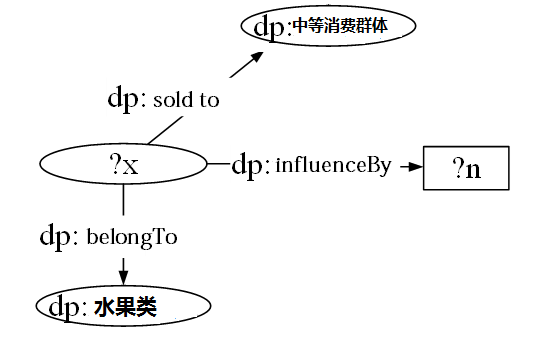 dp:中等消费群体
dp: sold to
?x
dp: influenceBy
?n
dp: belongTo
dp: 水果类